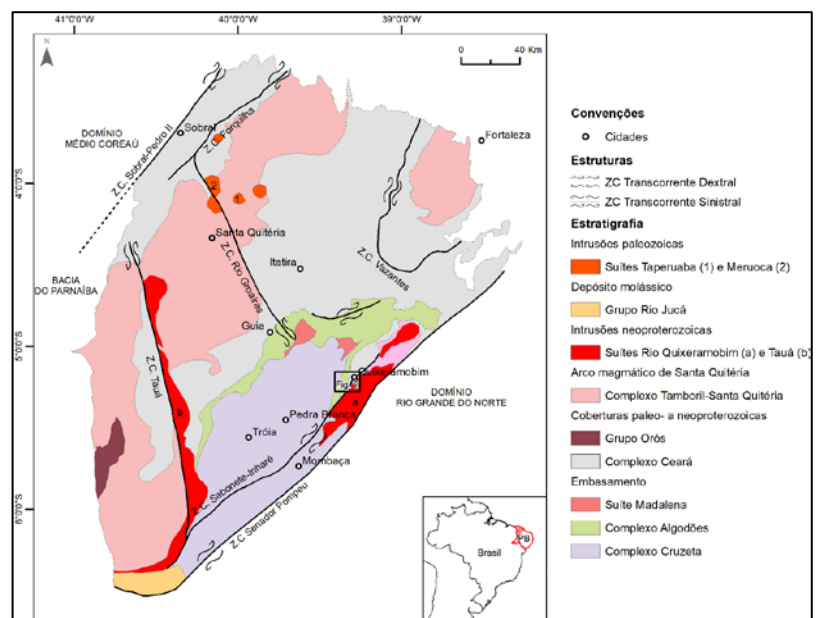 41°0'0"W
40°0'0"W
39°0'0"W
N
0 40 Km
Sobral
Z.C. Forquilha
DOMÍNIO
MÉDIO COREAÚ
Z.C. Sobral-Pedro II
Fortaleza
4°0'0"S
2
1
Santa Quitéria
Z.C. Rio Groaíras
Itatira
Z.C. Vazantes
BACIA
DO PARNAÍBA
Guia
5°0'0"S
Z.C. Tauá
Quixeramobim
Fig
DOMÍNIO
RIO GRANDE DO NORTE
a
b
Pedra Branca
Tróia
Mombaça
Z.C. Sabonete-Inharé
Z.C Senador Pompeu
6°0'0"S
Brasil
PB
Convenções
Cidades
Estruturas
ZC Transcorrente Dextral
ZC Transcorrente Sinistral
Estratigrafia
Intrusões paleozoicas
Suítes Taperuaba (1) e Meruoca (2)
Depósito molássico
Grupo Rio Jucá
Intrusões neoproterozoicas
Suítes Rio Quixeramobim (a) e Tauá (b)
Arco magmático de Santa Quitéria
Complexo Tamboril-Santa Quitéria
Coberturas paleo- a neoproterozoicas
Grupo Orós
Complexo Ceará
Embasamento
Suíte Madalena
Complexo Algodões
Complexo Cruzeta